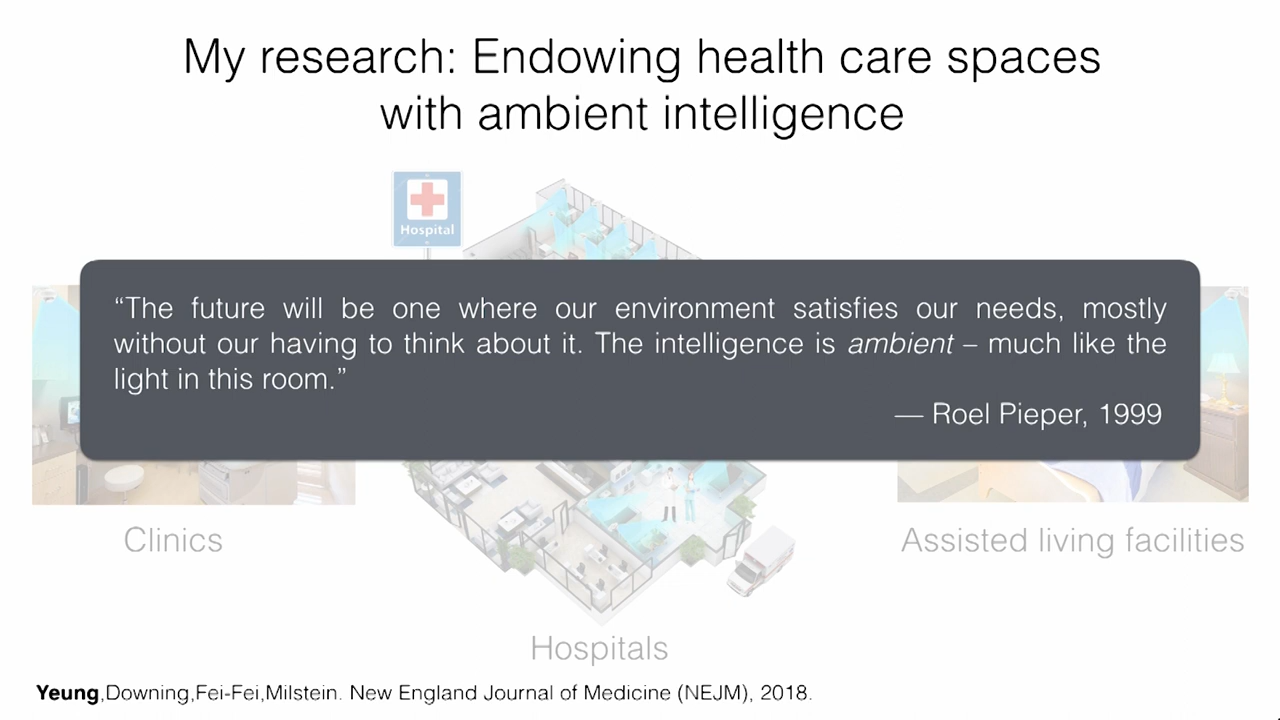 My research: Endowing health care spaces
with ambient intelligence
Hospital
“The future will be one where our environment satisfies our needs, mostly
without our having to think about it. The intelligence is ambient – much like the
light in this room.”
— Roel Pieper, 1999
Clinics
Assisted living facilities
Hospitals
Yeung,Downing,Fei-Fei,Milstein. New England Journal of Medicine (NEJM), 2018.